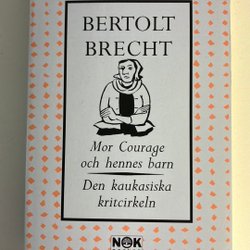 BERTOLT
BRECHT
Mor Courage
och hennes barn
Den kaukasiska
kritcirkeln
NOK